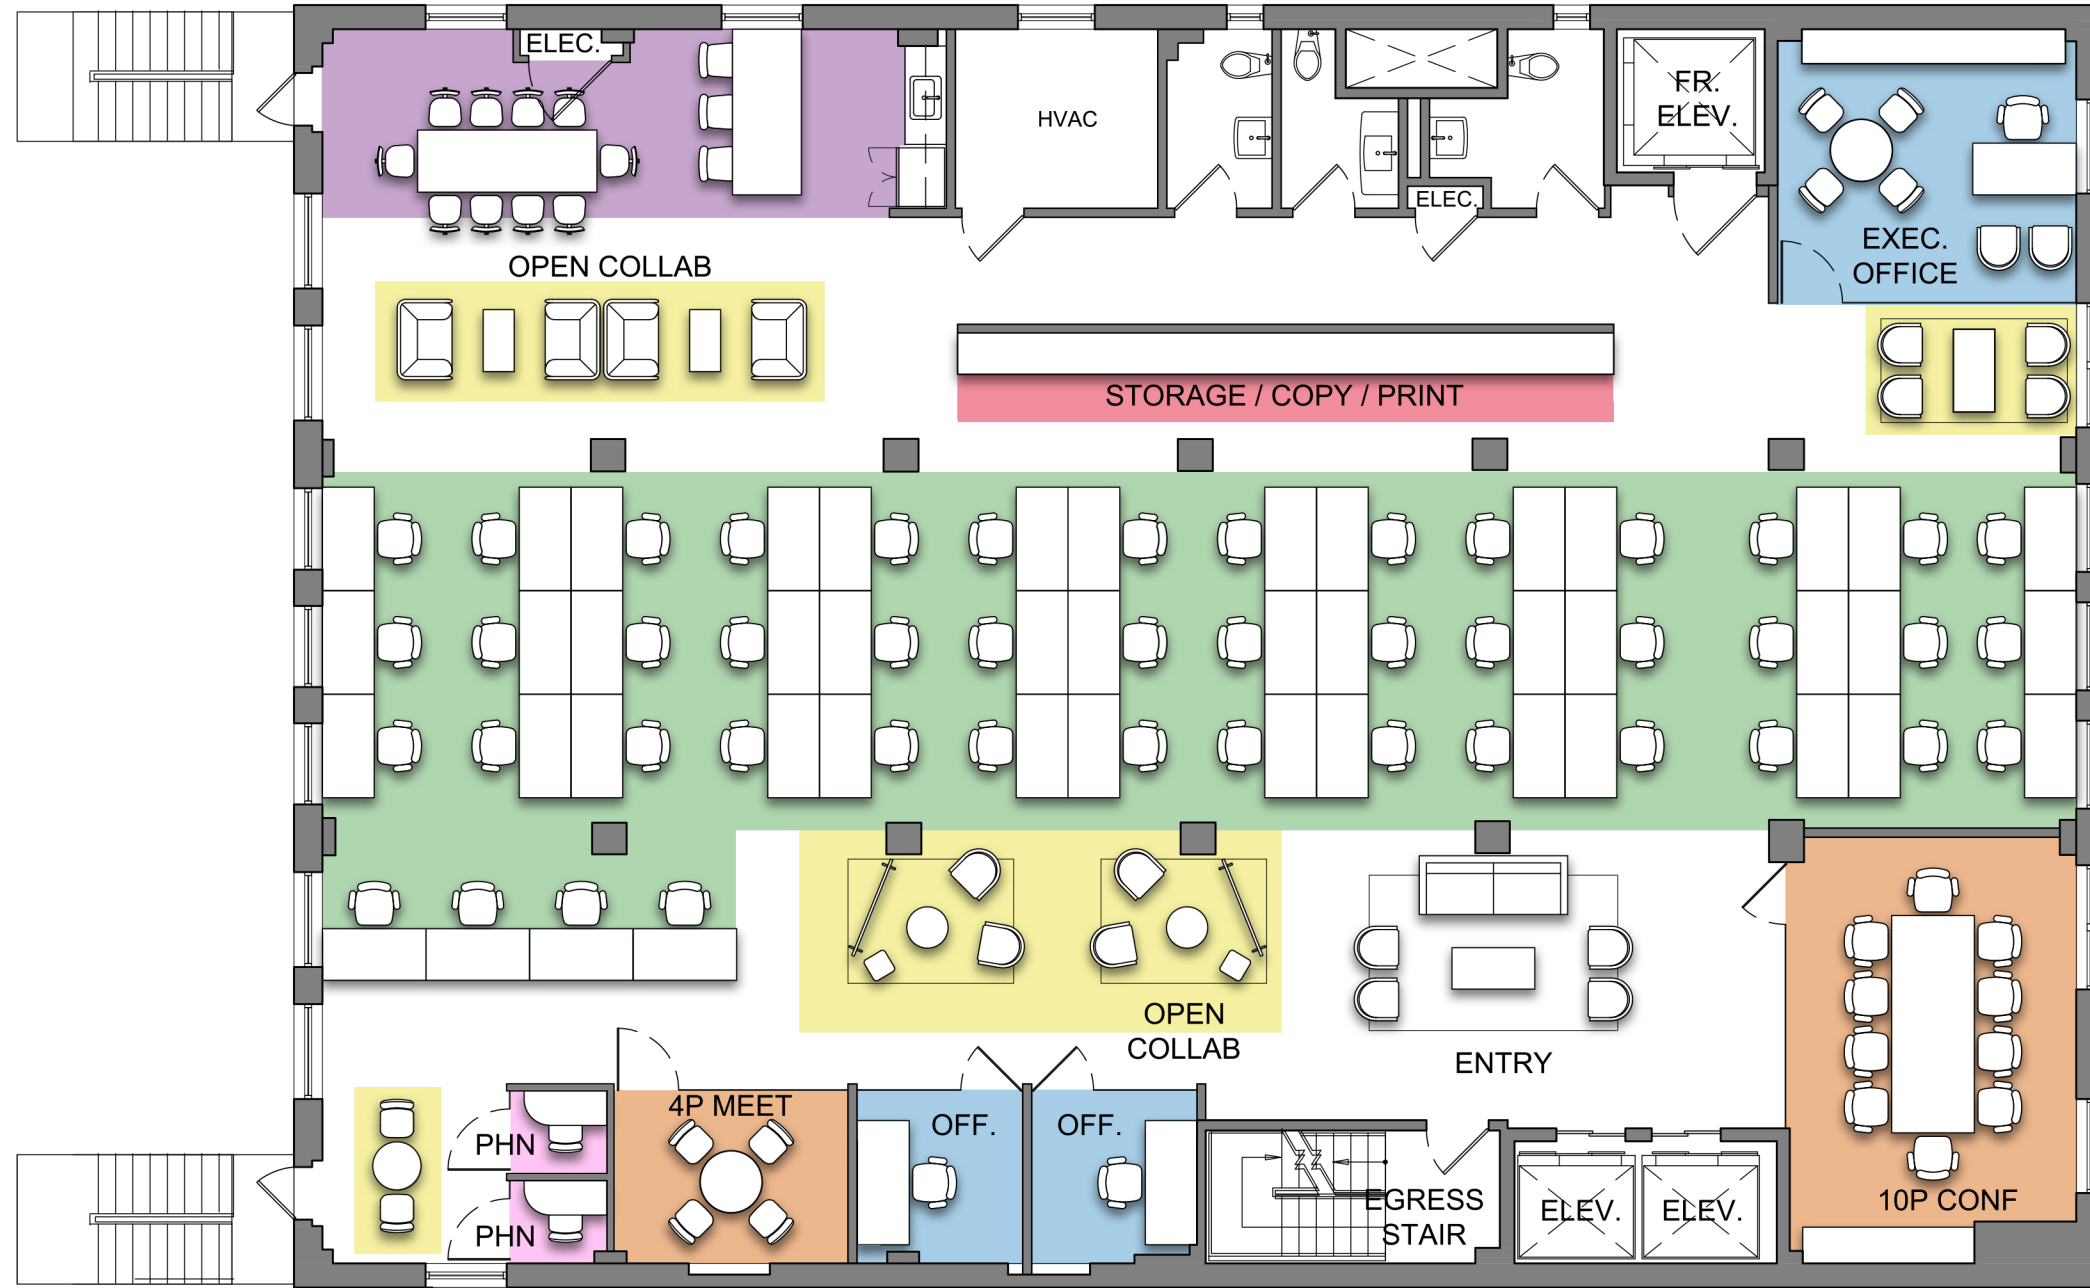 ELEC.
HVAC
FR.
ELEV.
ELEC.
EXEC.
OFFICE
OPEN COLLAB
STORAGE / COPY / PRINT
OPEN
COLLAB
ENTRY
4P MEET
PHN
OFF.
OFF.
PHN
EGRESS
STAIR
ELEV.
ELEV.
10P CONF